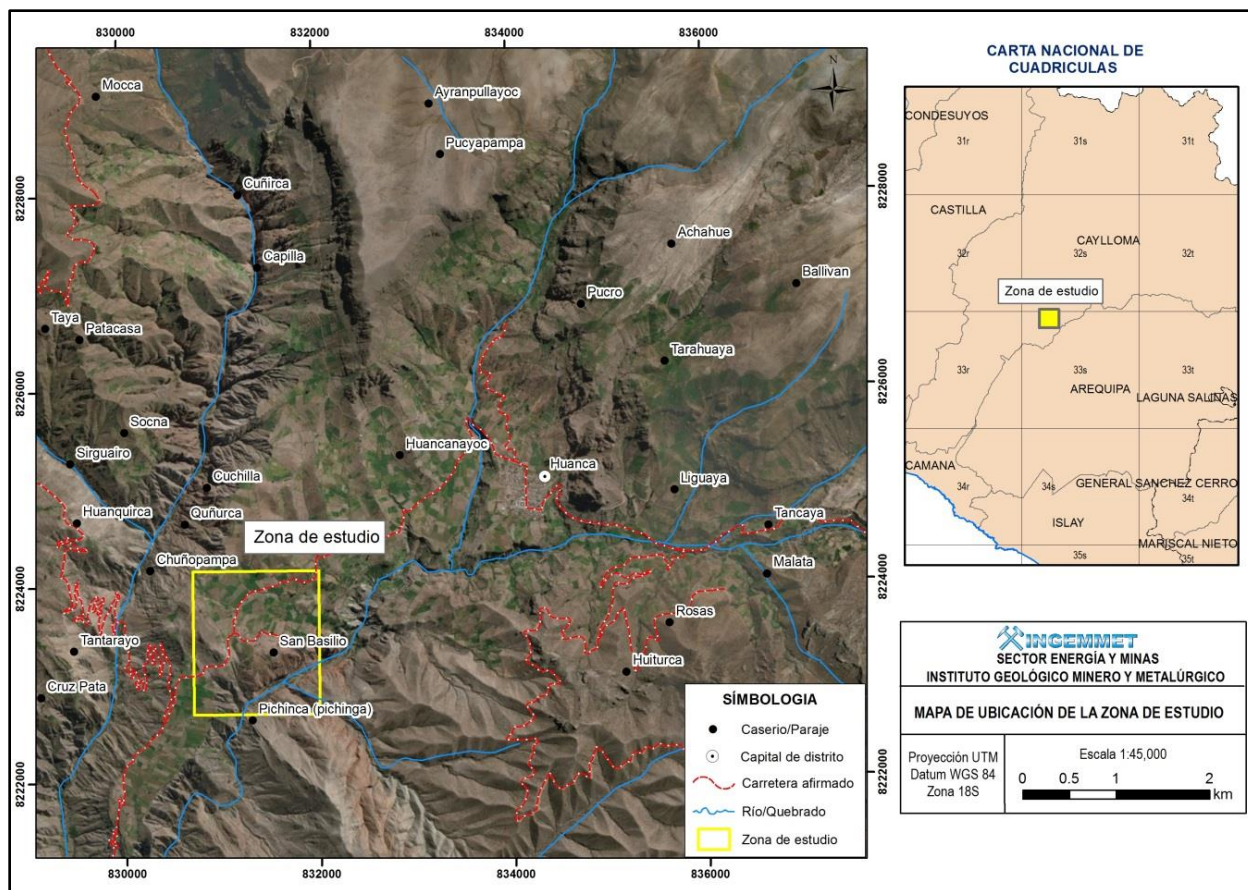 830000
832000
834000
836000
8228000
8226000
8224000
8222000
8228000
8226000
8224000
8222000
830000
832000
834000
836000
N
Mocca
Ayranpullayoc
Pucyapampa
Cuñirca
Achahue
Capilla
Ballivan
Pucro
Taya
Patacasa
Tarahuaya
Socna
Sirguairo
Huancanayoc
Huanca
Cuchilla
Liguaya
Huanquirca
Quñurca
Tancaya
Zona de estudio
Chuñopampa
Malata
Rosas
Tantarayo
San Basilio
Huiturca
Cruz Pata
Pichinca (pichinga)
SÍMBOLOGIA
Caserio/Paraje
Capital de distrito
Carretera afirmado
Río/Quebrado
Zona de estudio
CARTA NACIONAL DE
CUADRICULAS
CONDESUYOS
31r
31s
31t
CASTILLA
CAYLLOMA
32r
32s
32t
Zona de estudio
33r
33s
33t
AREQUIPA
LAGUNA SALINAS
CAMANA
34r
34s
GENERAL SANCHEZ CERRO
34t
ISLAY
MARISCAL NIETO
35s
35t
INGEMMET
SECTOR ENERGÍA Y MINAS
INSTITUTO GEOLÓGICO MINERO Y METALÚRGICO
MAPA DE UBICACIÓN DE LA ZONA DE ESTUDIO
Proyección UTM
Datum WGS 84
Zona 18S
Escala 1:45,000
0 0.5 1 2
km